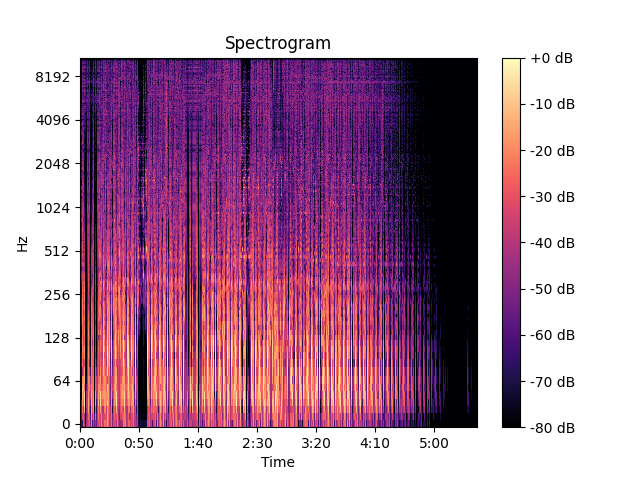 Spectrogram
Hz
8192
4096
2048
1024
512
256
128
64
0
0:00 0:50 1:40 2:30 3:20 4:10 5:00
Time
+0 dB
-10 dB
-20 dB
-30 dB
-40 dB
-50 dB
-60 dB
-70 dB
-80 dB